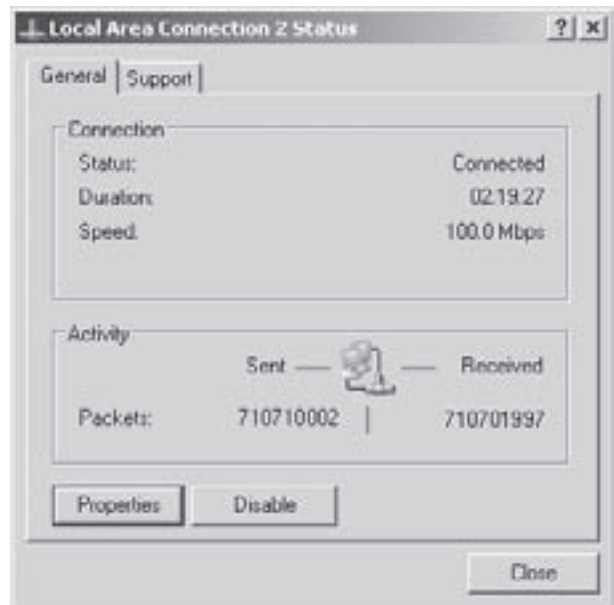 Local Area Connection 2 Status
General
Support
Connection
Status: Connected
Duration: 02:19:27
Speed: 100.0 Mbps
Activity
Sent Received
Packets: 710710002 710701997
Properties
Disable
Close